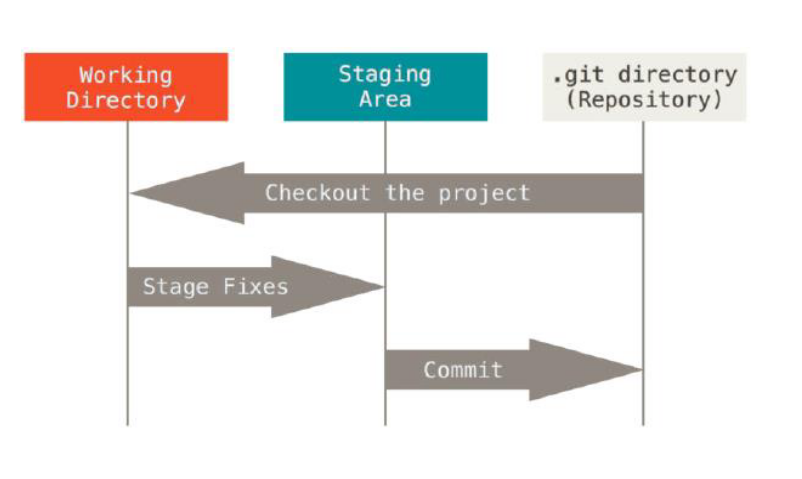 Working
Directory
Staging
Area
.git directory
(Repository)
Checkout the project
Stage Fixes
Commit